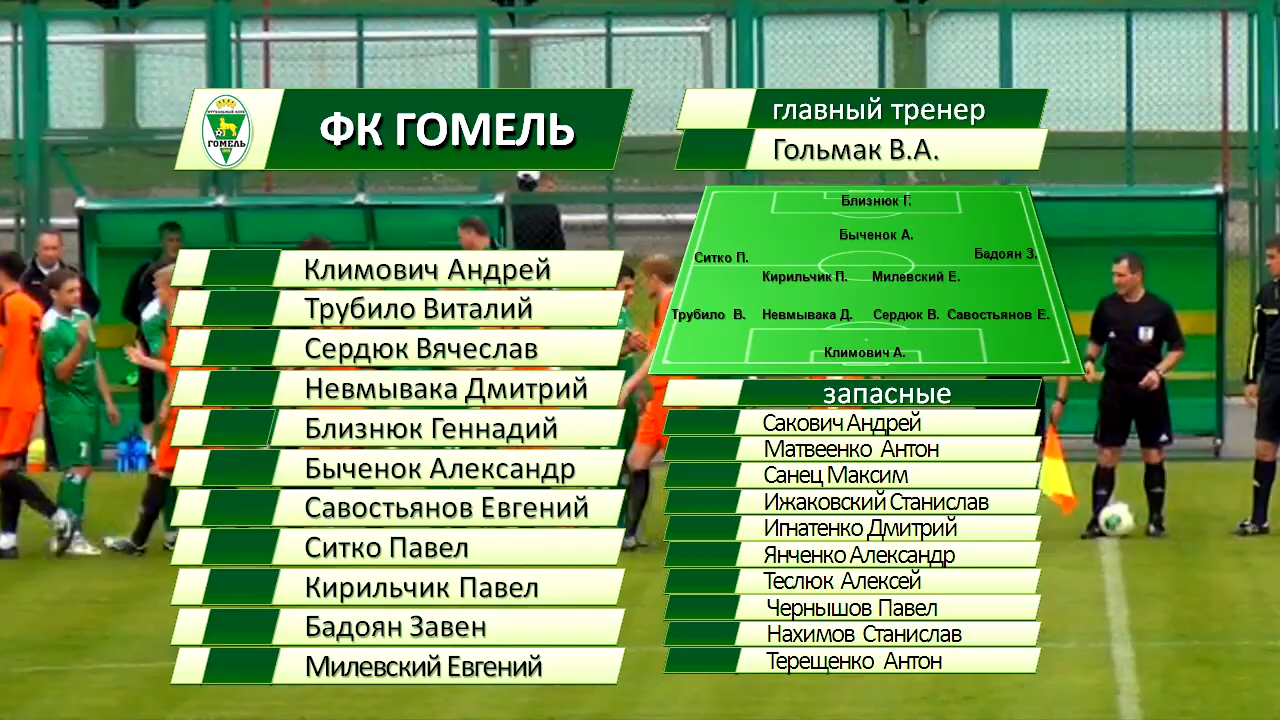 ФУТБОЛЬНЫЙ КЛУБ
ГОМЕЛЬ
ФК ГОМЕЛЬ
Климович Андрей
Трубило Виталий
Сердюк Вячеслав
Невмывака Дмитрий
Близнюк Геннадий
Быченок Александр
Савостьянов Евгений
Ситко Павел
Кирильчик Павел
Бадоян Завен
Милевский Евгений
главный тренер
Гольмак В.А.
Близнюк Г.
Быченок А.
Ситко П. Бадоян З.
Кирильчик П. Милевский Е.
Трубило В. Невмывака Д. Сердюк В. Савостьянов Е.
Климович А.
запасные
Сакович Андрей
Матвеенко Антон
Санец Максим
Ижаковский Станислав
Игнатенко Дмитрий
Янченко Александр
Теслюк Алексей
Чернышов Павел
Нахимов Станислав
Терещенко Антон